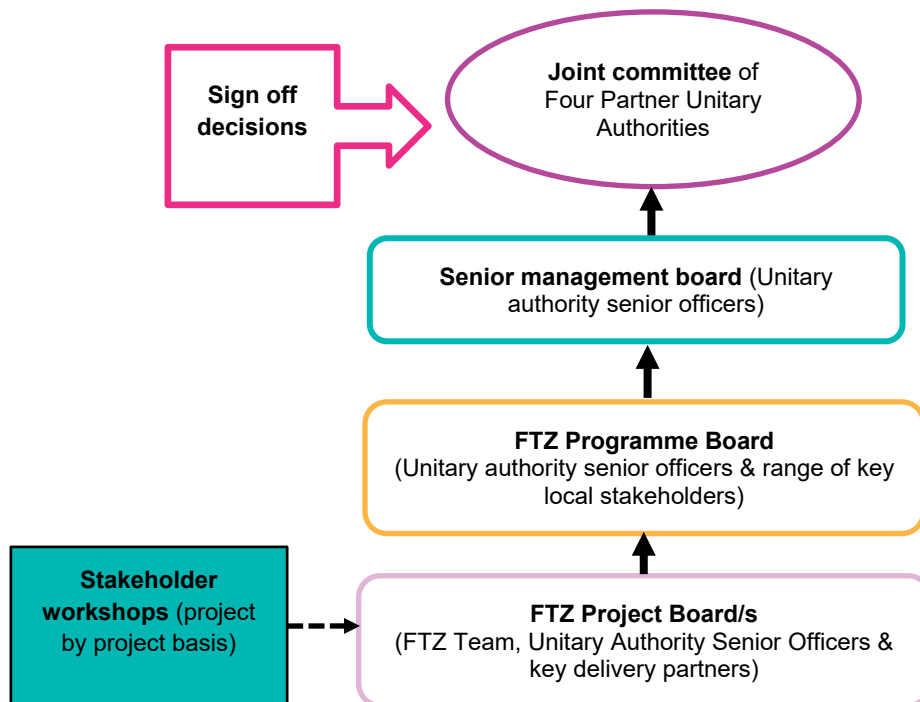 Sign off
decisions
Joint committee of
Four Partner Unitary
Authorities
Senior management board (Unitary
authority senior officers)
FTZ Programme Board
(Unitary authority senior officers & range of key
local stakeholders)
Stakeholder
workshops (project
by project basis)
FTZ Project Board/s
(FTZ Team, Unitary Authority Senior Officers &
key delivery partners)